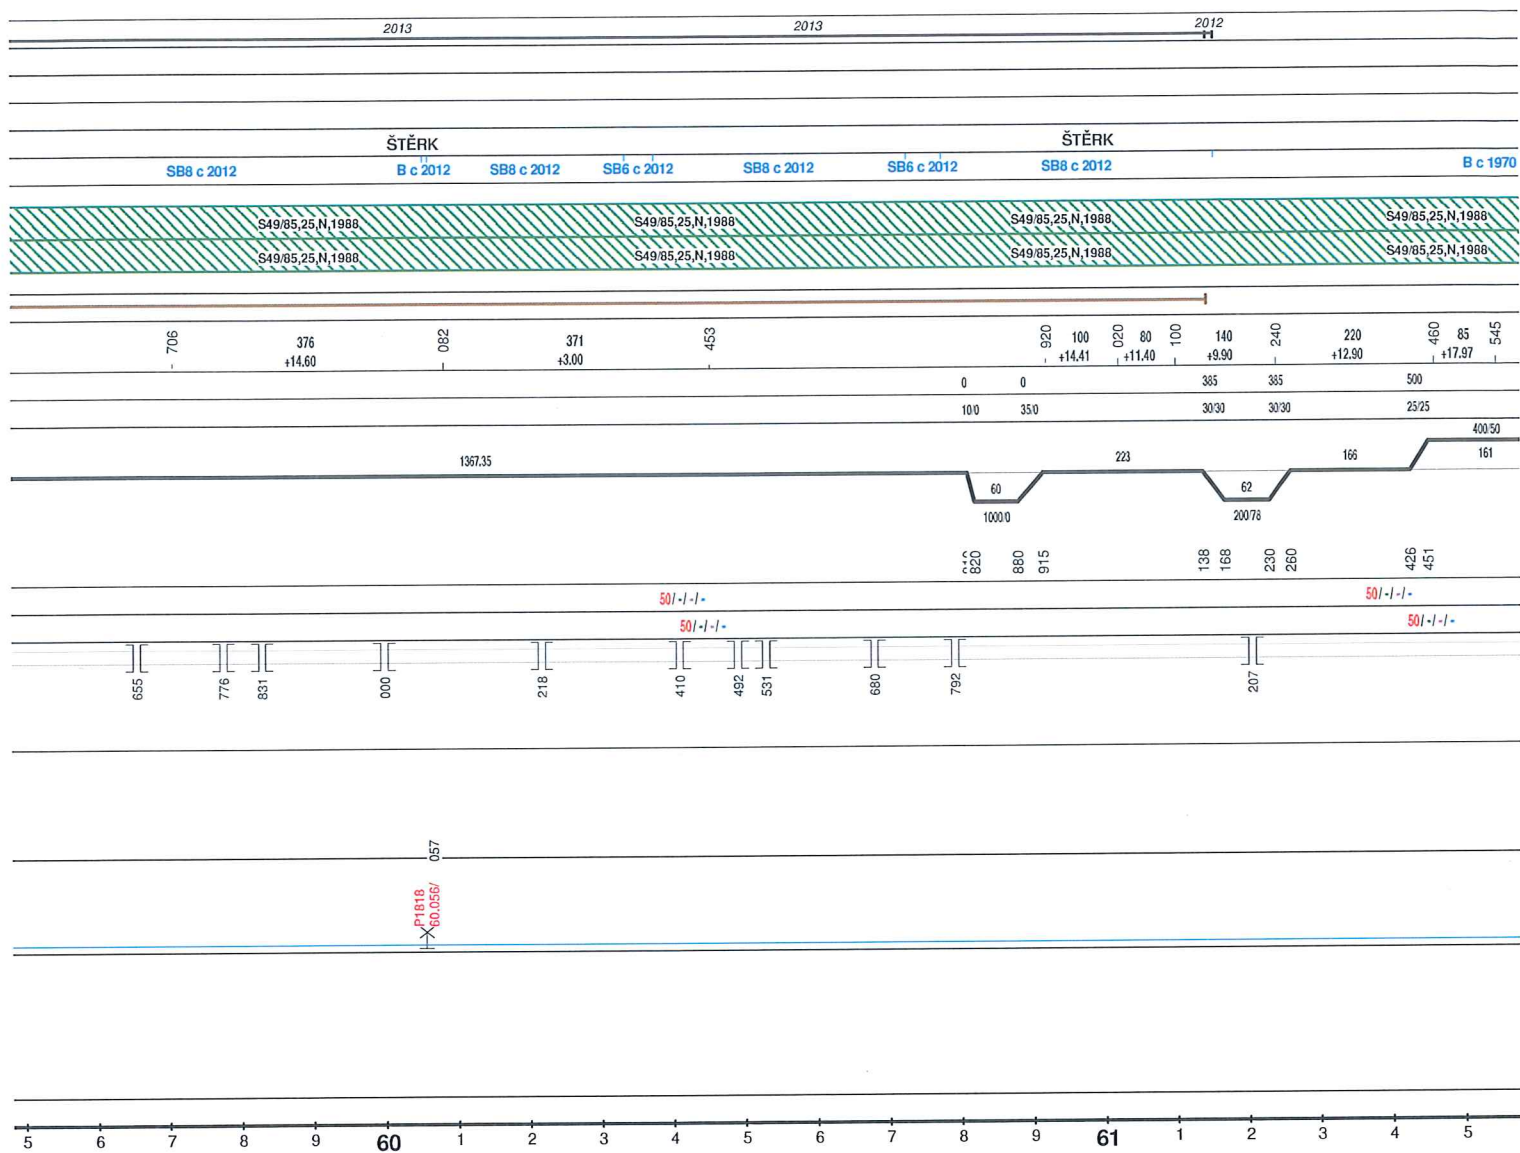 2013 2013 2012
ŠTĚRK ŠTĚRK
SB8 c 2012 B c 2012 SB8 c 2012 SB6 c 2012 SB8 c 2012 SB6 c 2012 SB8 c 2012 B c 1970
S49/85,25,N,1988 S49/85,25,N,1988 S49/85,25,N,1988 S49/85,25,N,1988
S49/85,25,N,1988 S49/85,25,N,1988 S49/85,25,N,1988 S49/85,25,N,1988
706 376 082 371 453 920 100 020 80 100 140 240 220 460 85 545
+14.60 +3.00 +14.41 +11.40 +9.90 +12.90 +17.97
0 0 385 385 500
10/0 35/0 30/30 30/30 25/25
400/50
1367.35 223 166 161
60 62
1000/0 200/78
820 880 915 138 168 230 260 426 451
50/-/-/- 50/-/-/-
50/-/-/- 50/-/-/-
655 776 831 000 218 410 492 531 680 792 207
057
P1818
60.056/
5 6 7 8 9 60 1 2 3 4 5 6 7 8 9 61 1 2 3 4 5